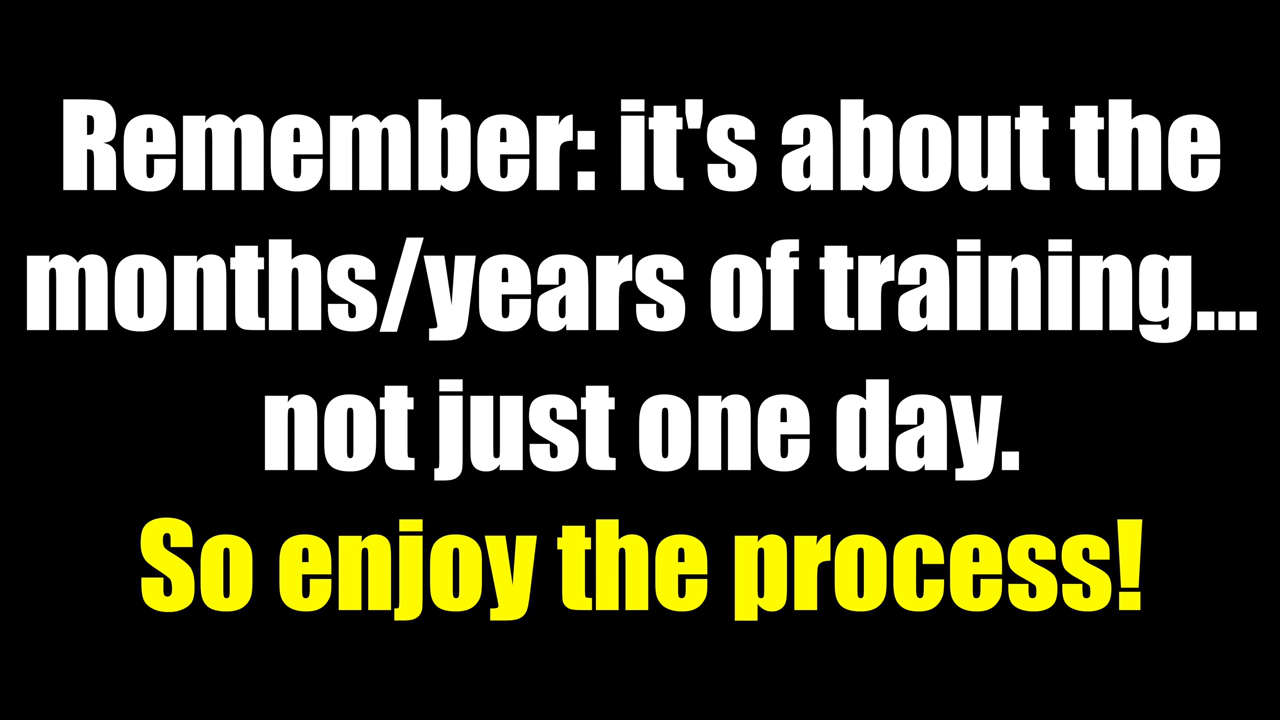 Remember: it's about the
months/years of training...
not just one day.
So enjoy the process!